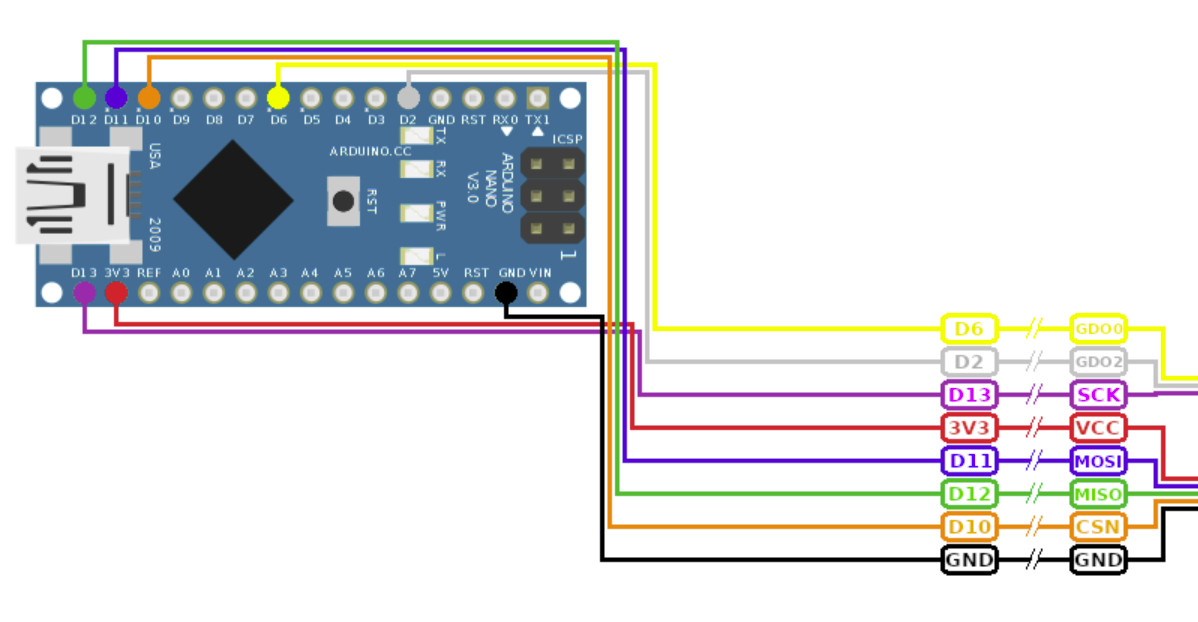 D12 D11 D10 D9 D8 D7 D6 D5 D4 D3 D2 GND RST RX0 TX1
ICSP
USA
ARDUINO.CC
TX
RX
RST
ARDUINO
NANO
V3.0
PWR
2009
L
1
D13 3V3 REF A0 A1 A2 A3 A4 A5 A6 A7 5V RST GND VIN
D6 // GDO0
D2 // GDO2
D13 // SCK
3V3 // VCC
D11 // MOSI
D12 // MISO
D10 // CSN
GND // GND